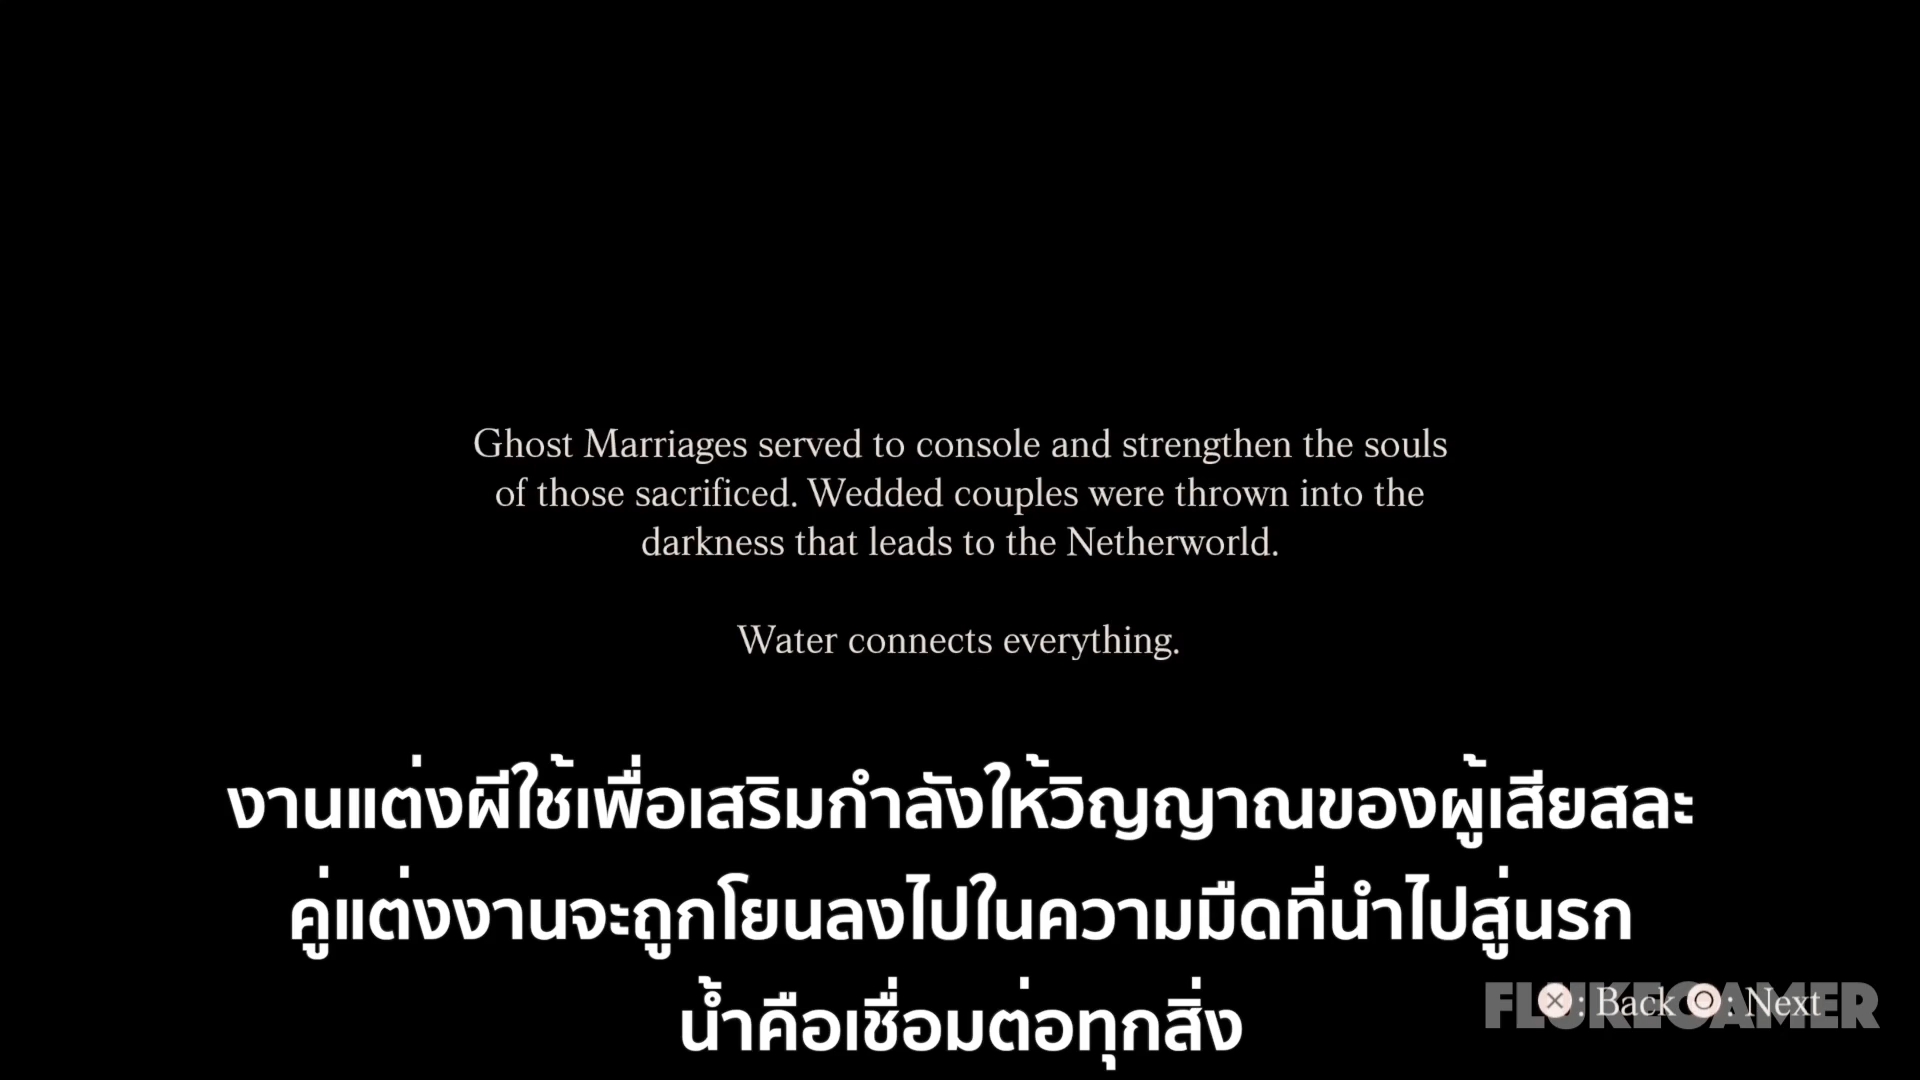 Ghost Marriages served to console and strengthen the souls
of those sacrificed. Wedded couples were thrown into the
darkness that leads to the Netherworld.
Water connects everything.
งานแต่งผีใช้เพื่อเสริมกำลังให้วิญญาณของผู้เสียสละ
คู่แต่งงานจะถูกโยนลงไปในความมืดที่นำไปสู่นรก
น้ำคือเชื่อมต่อทุกสิ่ง
: Back : Next
FLUKEGAMER